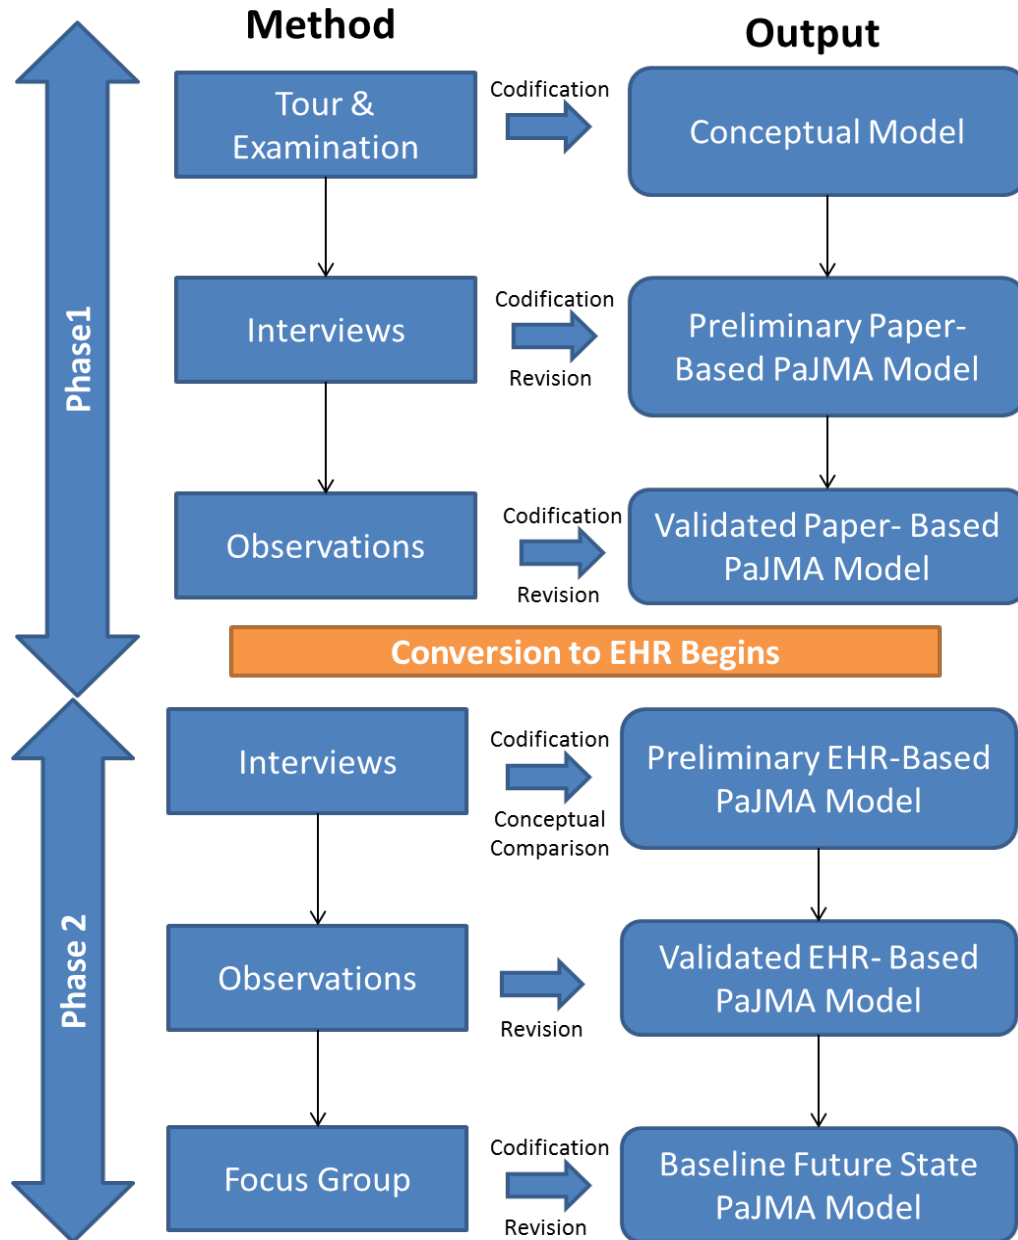 Method
Output
Phase1
Tour &
Examination
Codification
Conceptual Model
Interviews
Codification
Revision
Preliminary Paper-
Based PaJMA Model
Observations
Codification
Revision
Validated Paper- Based
PaJMA Model
Conversion to EHR Begins
Phase 2
Interviews
Codification
Conceptual
Comparison
Preliminary EHR-Based
PaJMA Model
Observations
Revision
Validated EHR- Based
PaJMA Model
Focus Group
Codification
Revision
Baseline Future State
PaJMA Model